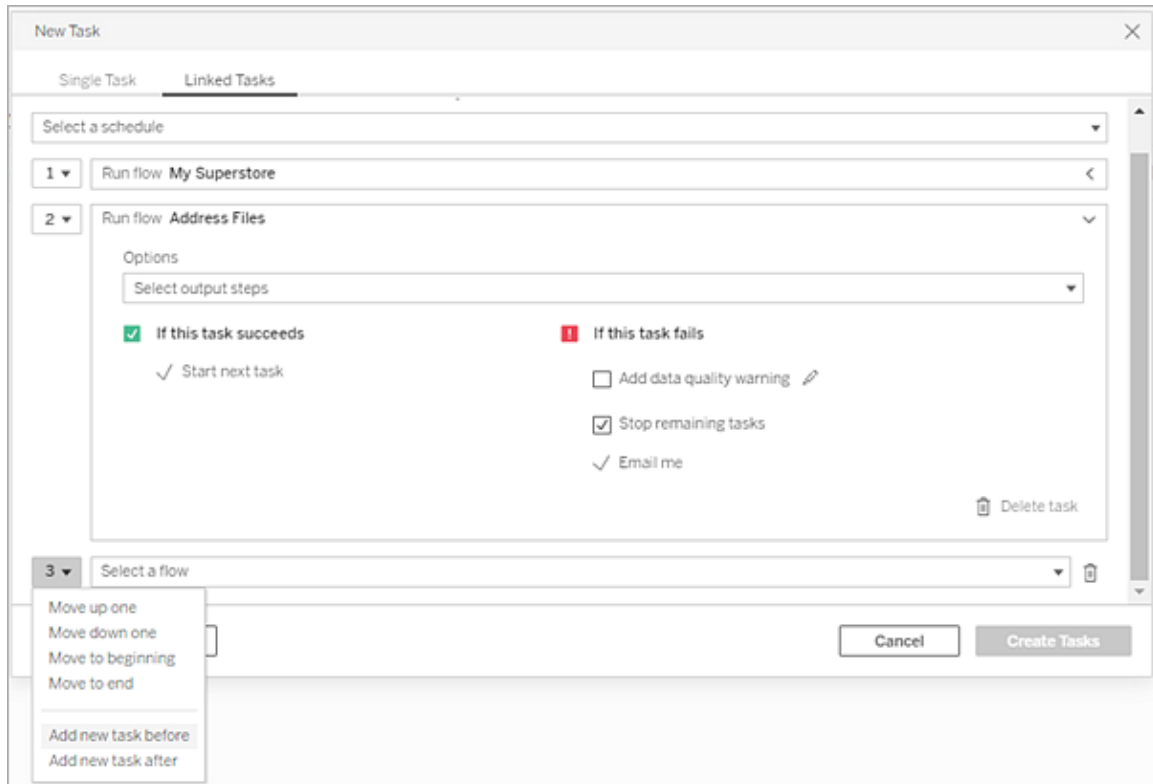 New Task
Single Task Linked Tasks
Select a schedule
1 Run flow My Superstore
2 Run flow Address Files
Options
Select output steps
If this task succeeds If this task fails
Start next task Add data quality warning
Stop remaining tasks
Email me
Delete task
3 Select a flow
Move up one
Move down one
Move to beginning
Move to end
Cancel Create Tasks
Add new task before
Add new task after